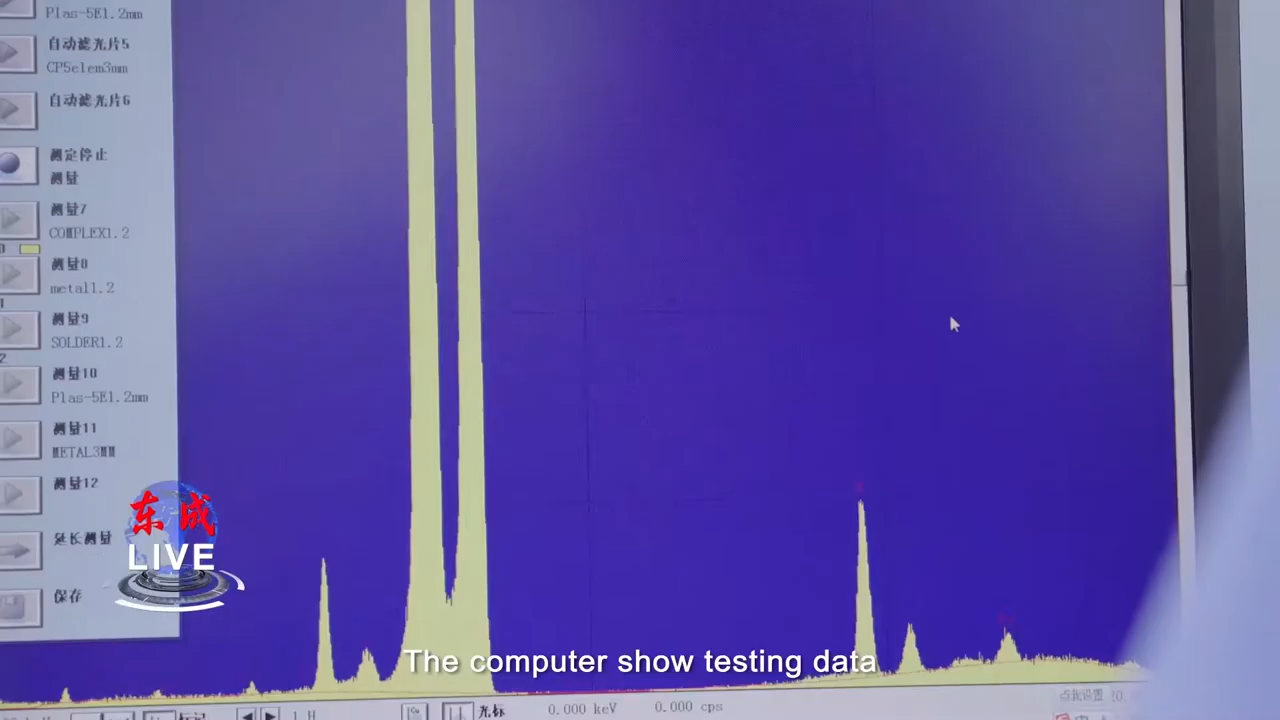 Plas-5E1.2mm
自动滤光片5
CP5elem3mm
自动滤光片6
测定停止
测量
测量7
COMPLEX1.2
测量8
metal1.2
测量9
SOLDER1.2
测量10
Plas-5E1.2mm
测量11
METAL3MM
测量12
延长测量
保存
东成
LIVE
The computer show testing data
光标
0.000 keV
0.000 cps